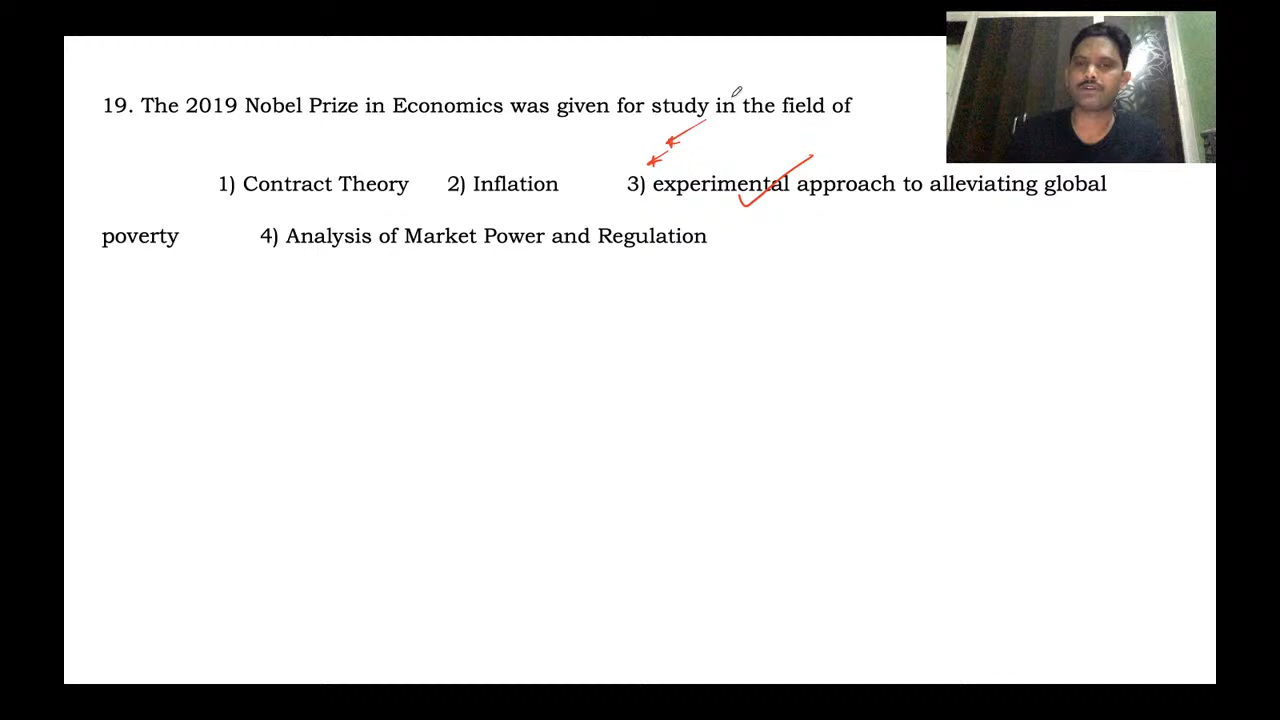 19. The 2019 Nobel Prize in Economics was given for study in the field of
1) Contract Theory 2) Inflation 3) experimental approach to alleviating global
poverty 4) Analysis of Market Power and Regulation